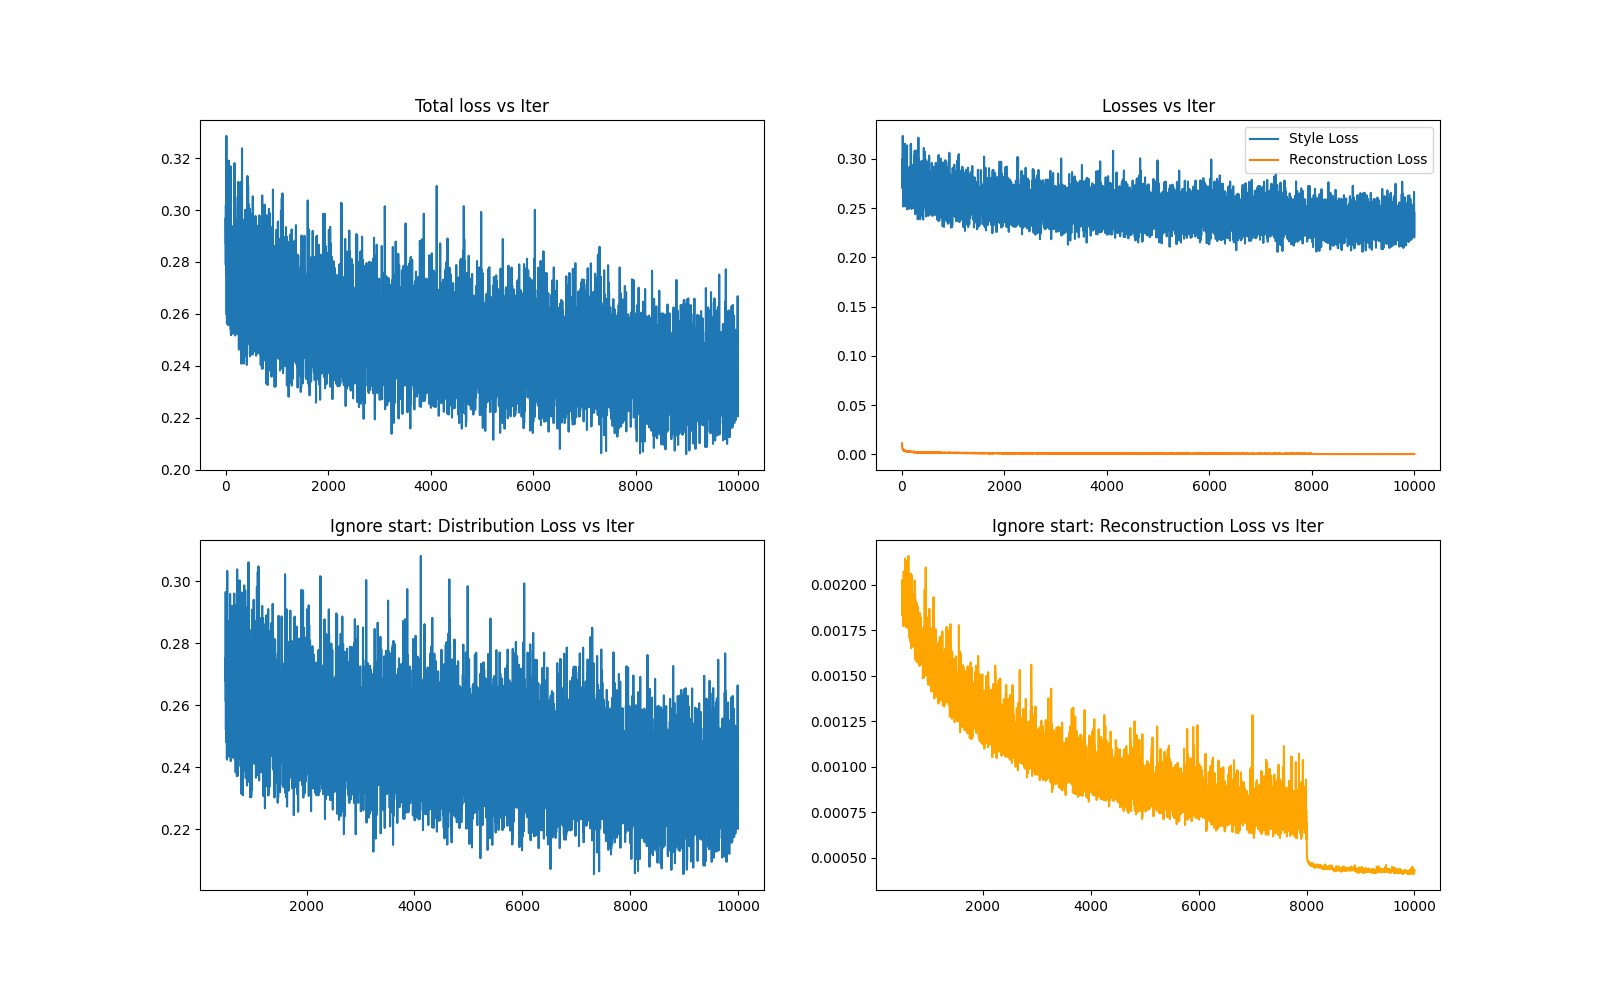 Total loss vs Iter
0.32
0.30
0.28
0.26
0.24
0.22
0.20
0 2000 4000 6000 8000 10000
Losses vs Iter
Style Loss
Reconstruction Loss
0.30
0.25
0.20
0.15
0.10
0.05
0.00
0 2000 4000 6000 8000 10000
Ignore start: Distribution Loss vs Iter
0.30
0.28
0.26
0.24
0.22
2000 4000 6000 8000 10000
Ignore start: Reconstruction Loss vs Iter
0.00200
0.00175
0.00150
0.00125
0.00100
0.00075
0.00050
2000 4000 6000 8000 10000